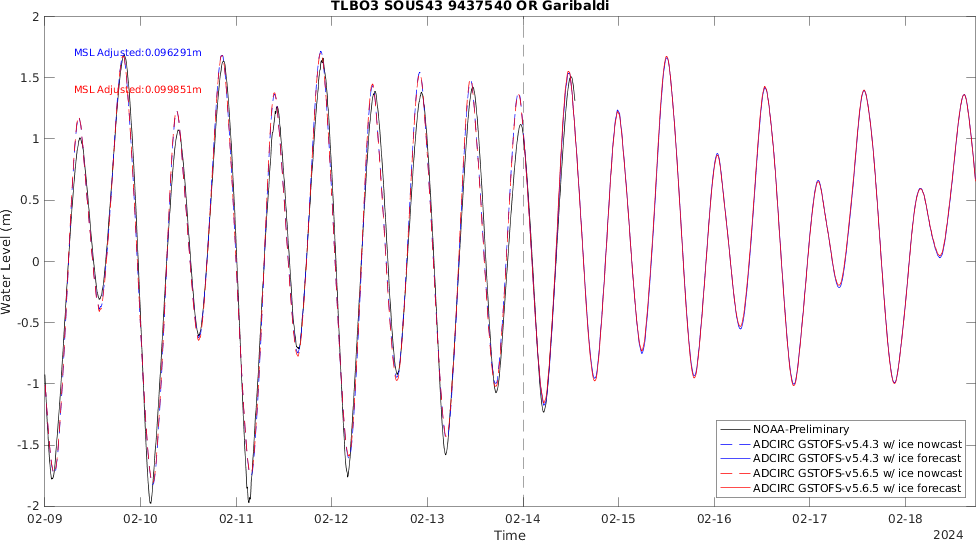 TLBO3 SOUS43 9437540 OR Garibaldi
MSL Adjusted:0.096291m
MSL Adjusted:0.099851m
Water Level (m)
2
1.5
1
0.5
0
-0.5
-1
-1.5
-2
NOAA-Preliminary
ADCIRC GSTOFS-v5.4.3 w/ ice nowcast
ADCIRC GSTOFS-v5.4.3 w/ ice forecast
ADCIRC GSTOFS-v5.6.5 w/ ice nowcast
ADCIRC GSTOFS-v5.6.5 w/ ice forecast
02-09 02-10 02-11 02-12 02-13 02-14 02-15 02-16 02-17 02-18
Time
2024